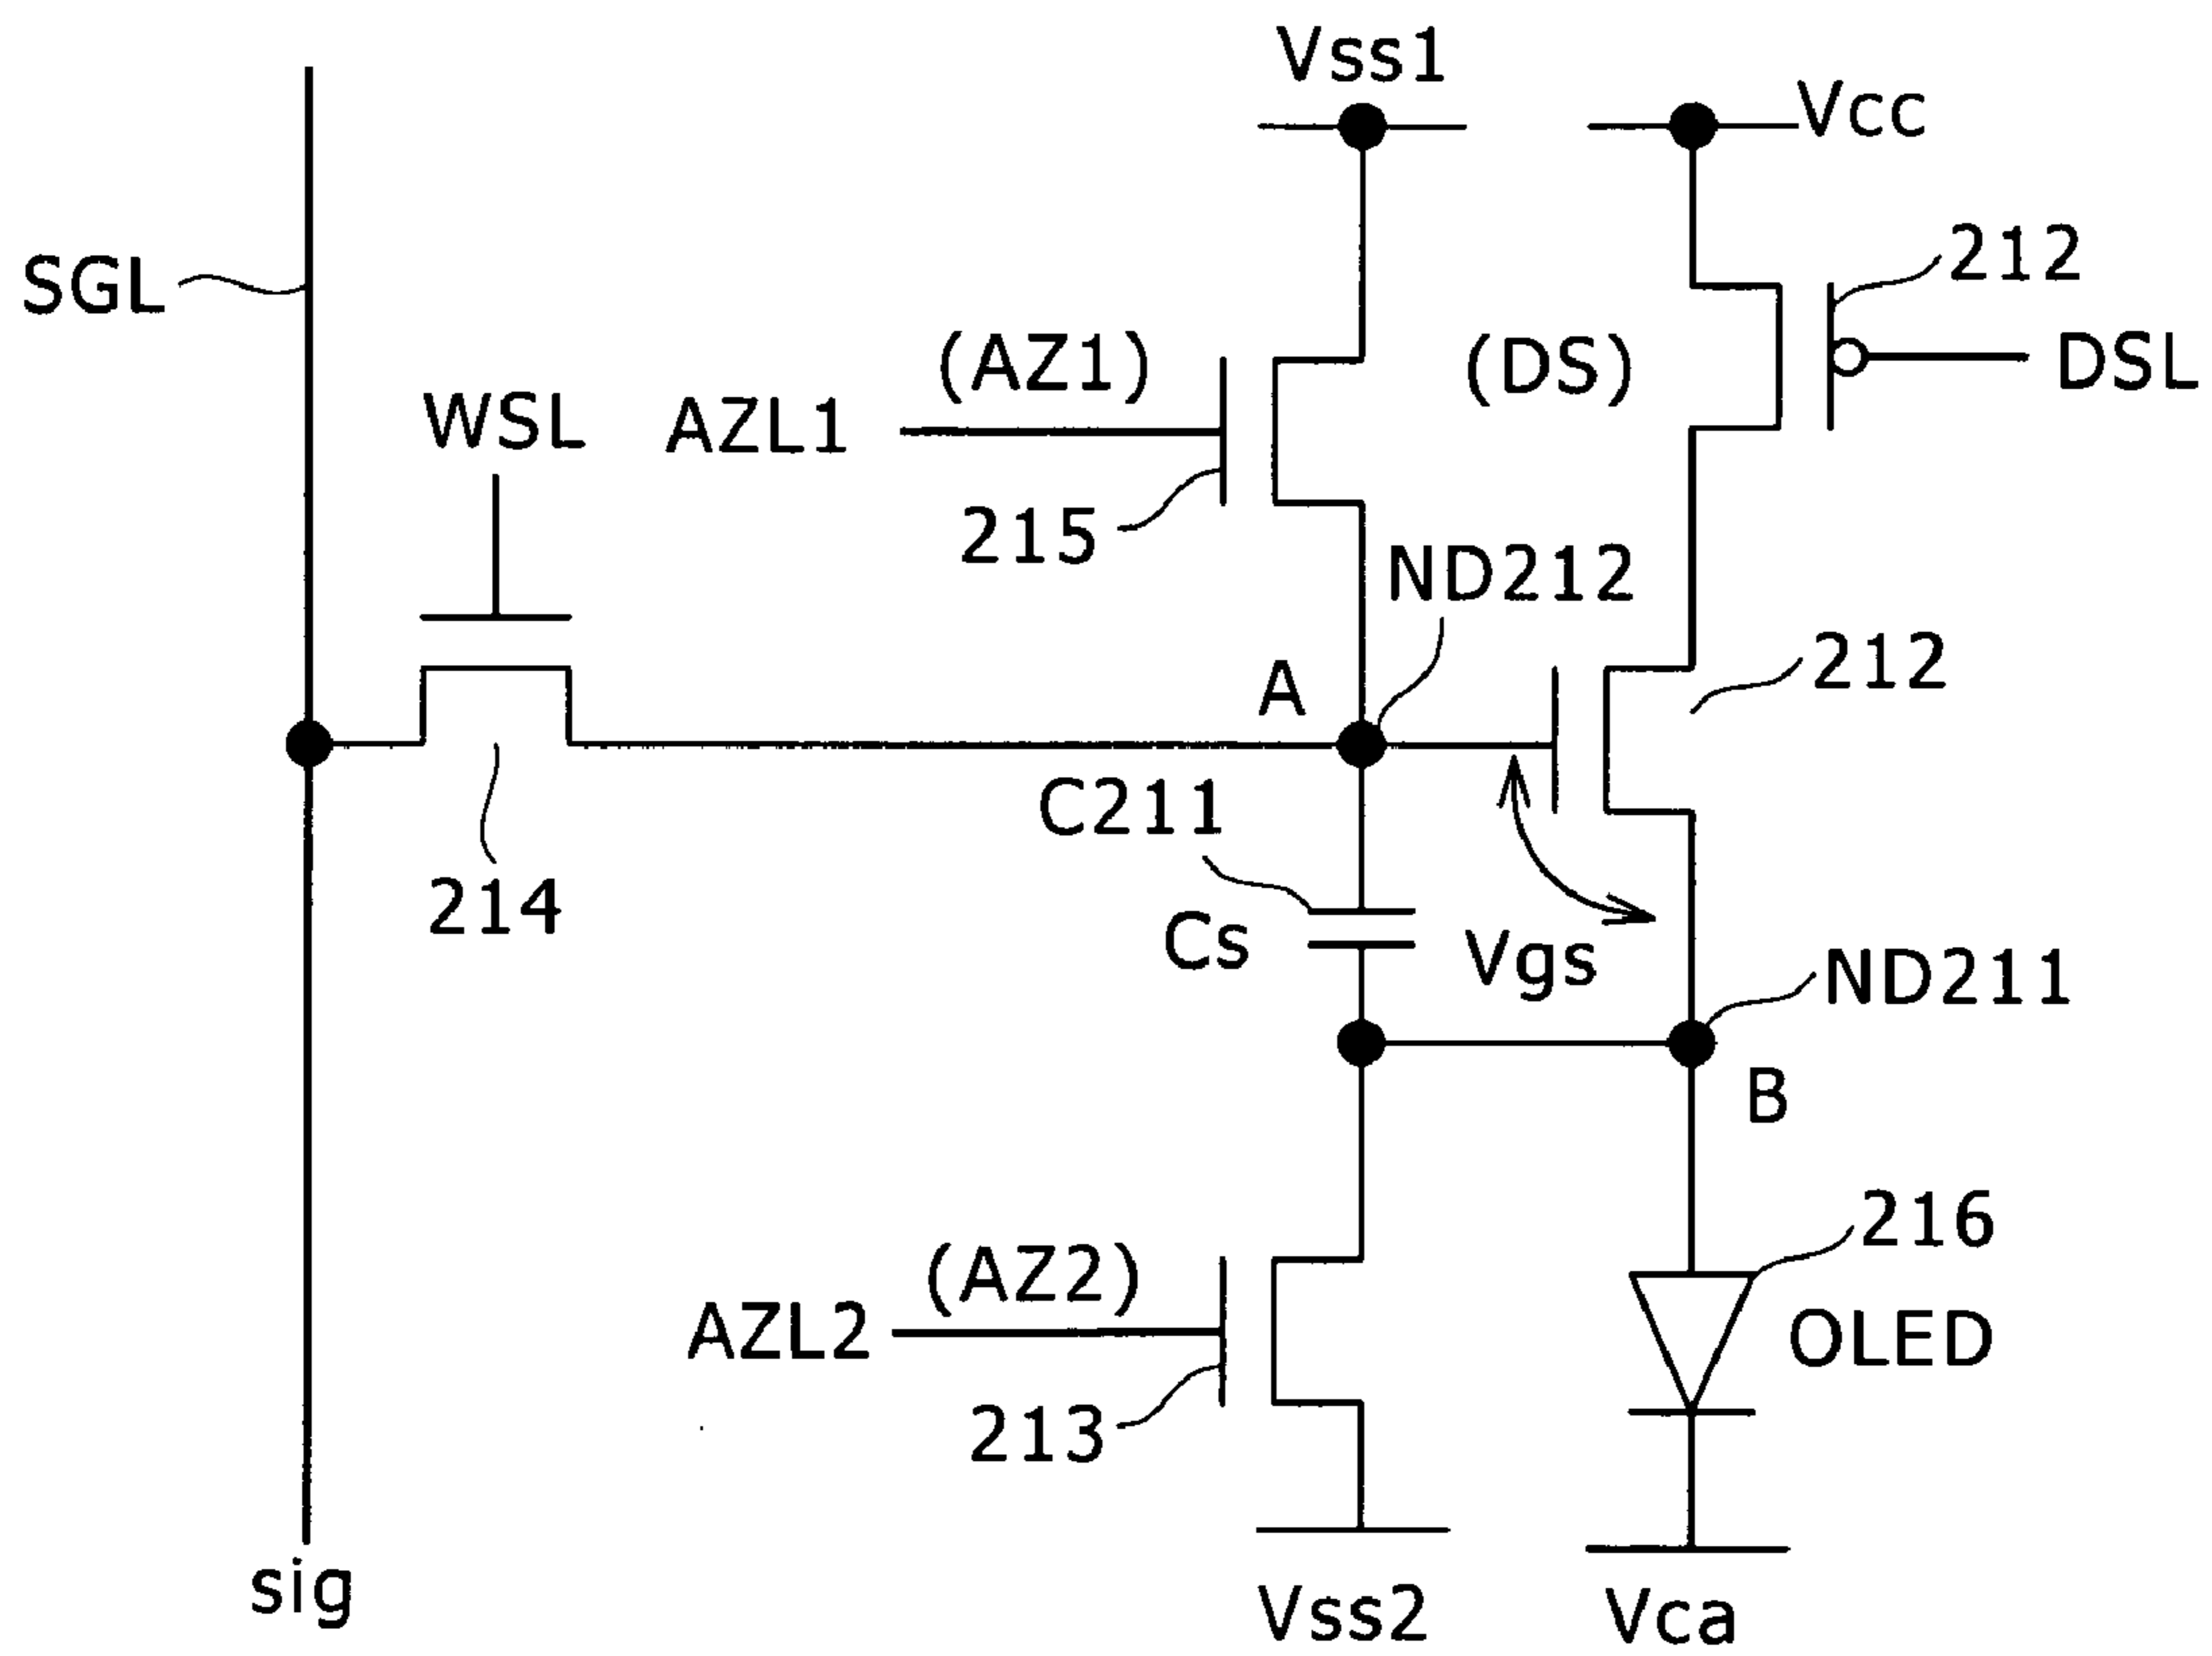 Vss1
Vcc
SGL
212
(AZ1)
(DS)
DSL
WSL
AZL1
215
ND212
A
212
C211
214
Cs
Vgs
ND211
B
(AZ2)
216
AZL2
OLED
213
sig
Vss2
Vca